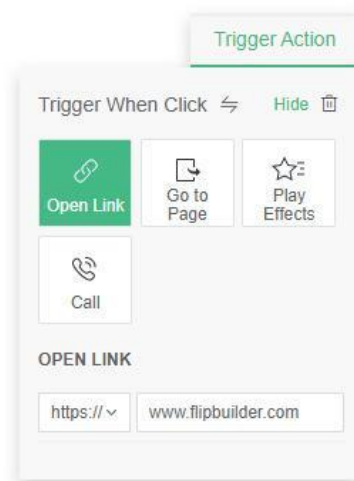 Trigger Action
Trigger When Click Hide
Open Link
Go to
Page
Play
Effects
Call
OPEN LINK
https:// www.flipbuilder.com